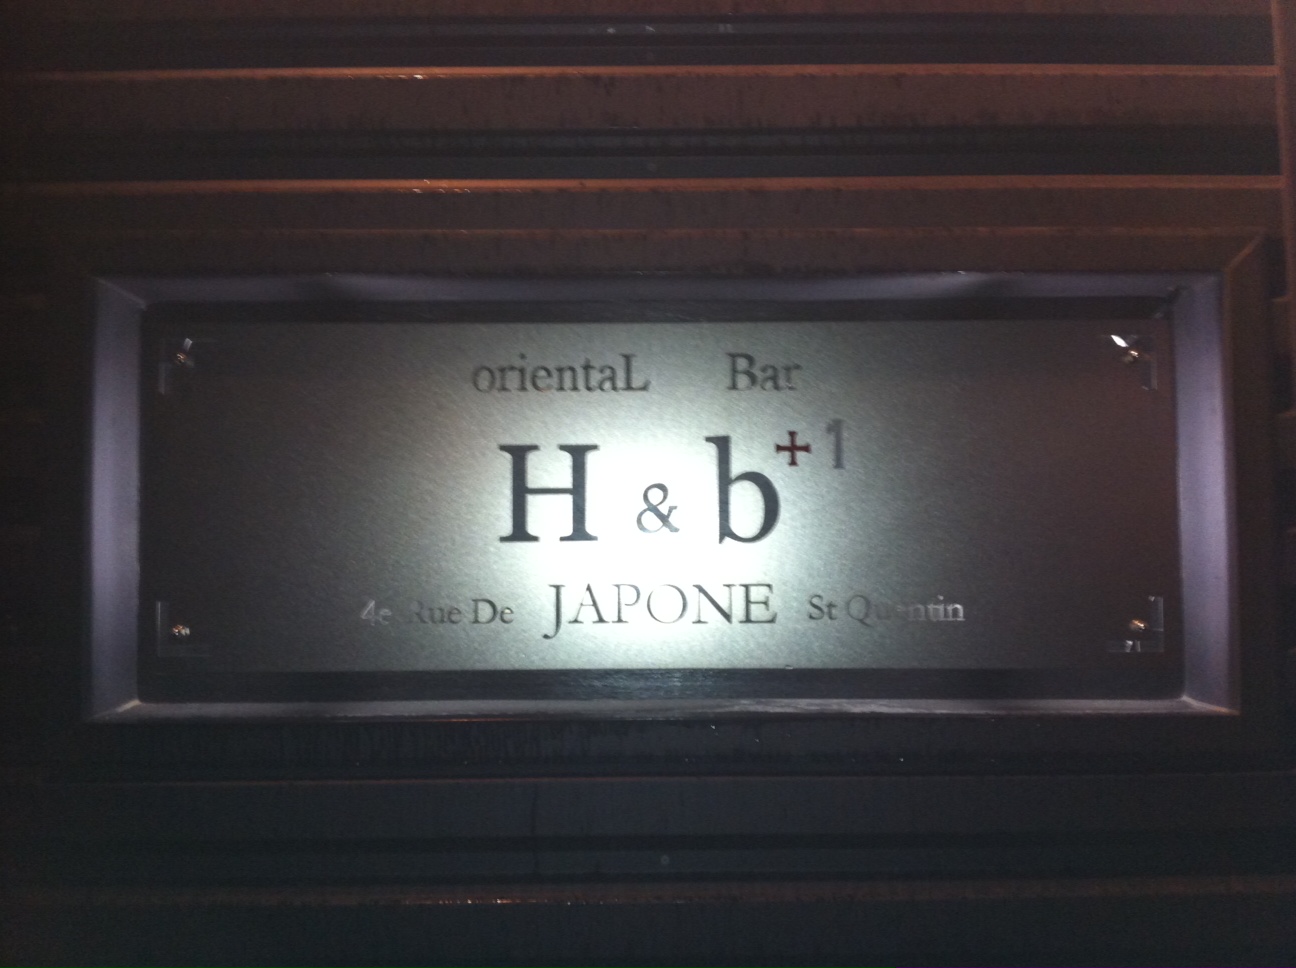 orientaL Bar
H & b+1
4e Rue De JAPONE St Quentin